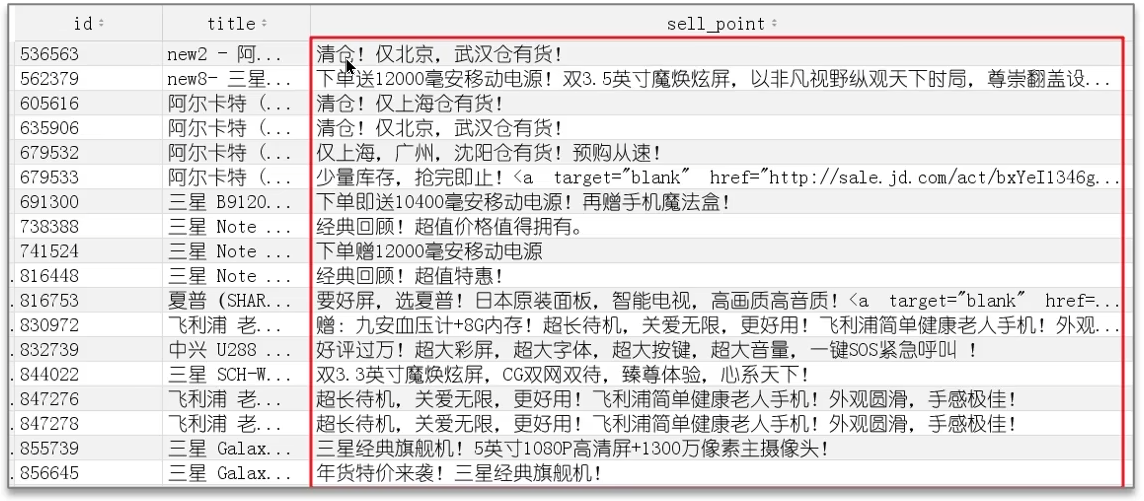 id title sell_point
536563 new2 - 阿... 清仓！仅北京，武汉仓有货！
562379 new8- 三星... 下单送12000毫安移动电源！双3.5英寸魔焕炫屏，以非凡视野纵观天下时局，尊崇翻盖设...
605616 阿尔卡特 (... 清仓！仅上海仓有货！
635906 阿尔卡特 (... 清仓！仅北京，武汉仓有货！
679532 阿尔卡特 (... 仅上海，广州，沈阳仓有货！预购从速！
679533 阿尔卡特 (... 少量库存，抢完即止！<a target="blank" href="http://sale.jd.com/act/bxYeI1346g...
691300 三星 B9120... 下单即送10400毫安移动电源！再赠手机魔法盒！
738388 三星 Note ... 经典回顾！超值价格值得拥有。
741524 三星 Note ... 下单赠12000毫安移动电源
816448 三星 Note ... 经典回顾！超值特惠！
816753 夏普 (SHAR... 要好屏，选夏普！日本原装面板，智能电视，高画质高音质！<a target="blank" href=...
830972 飞利浦 老... 赠：九安血压计+8G内存！超长待机，关爱无限，更好用！飞利浦简单健康老人手机！外观...
832739 中兴 U288 ... 好评过万！超大彩屏，超大字体，超大按键，超大音量，一键SOS紧急呼叫 ！
844022 三星 SCH-W... 双3.3英寸魔焕炫屏，CG双网双待，臻尊体验，心系天下！
847276 飞利浦 老... 超长待机，关爱无限，更好用！飞利浦简单健康老人手机！外观圆滑，手感极佳！
847278 飞利浦 老... 超长待机，关爱无限，更好用！飞利浦简单健康老人手机！外观圆滑，手感极佳！
855739 三星 Galax... 三星经典旗舰机！5英寸1080P高清屏+1300万像素主摄像头！
856645 三星 Galax... 年货特价来袭！三星经典旗舰机！